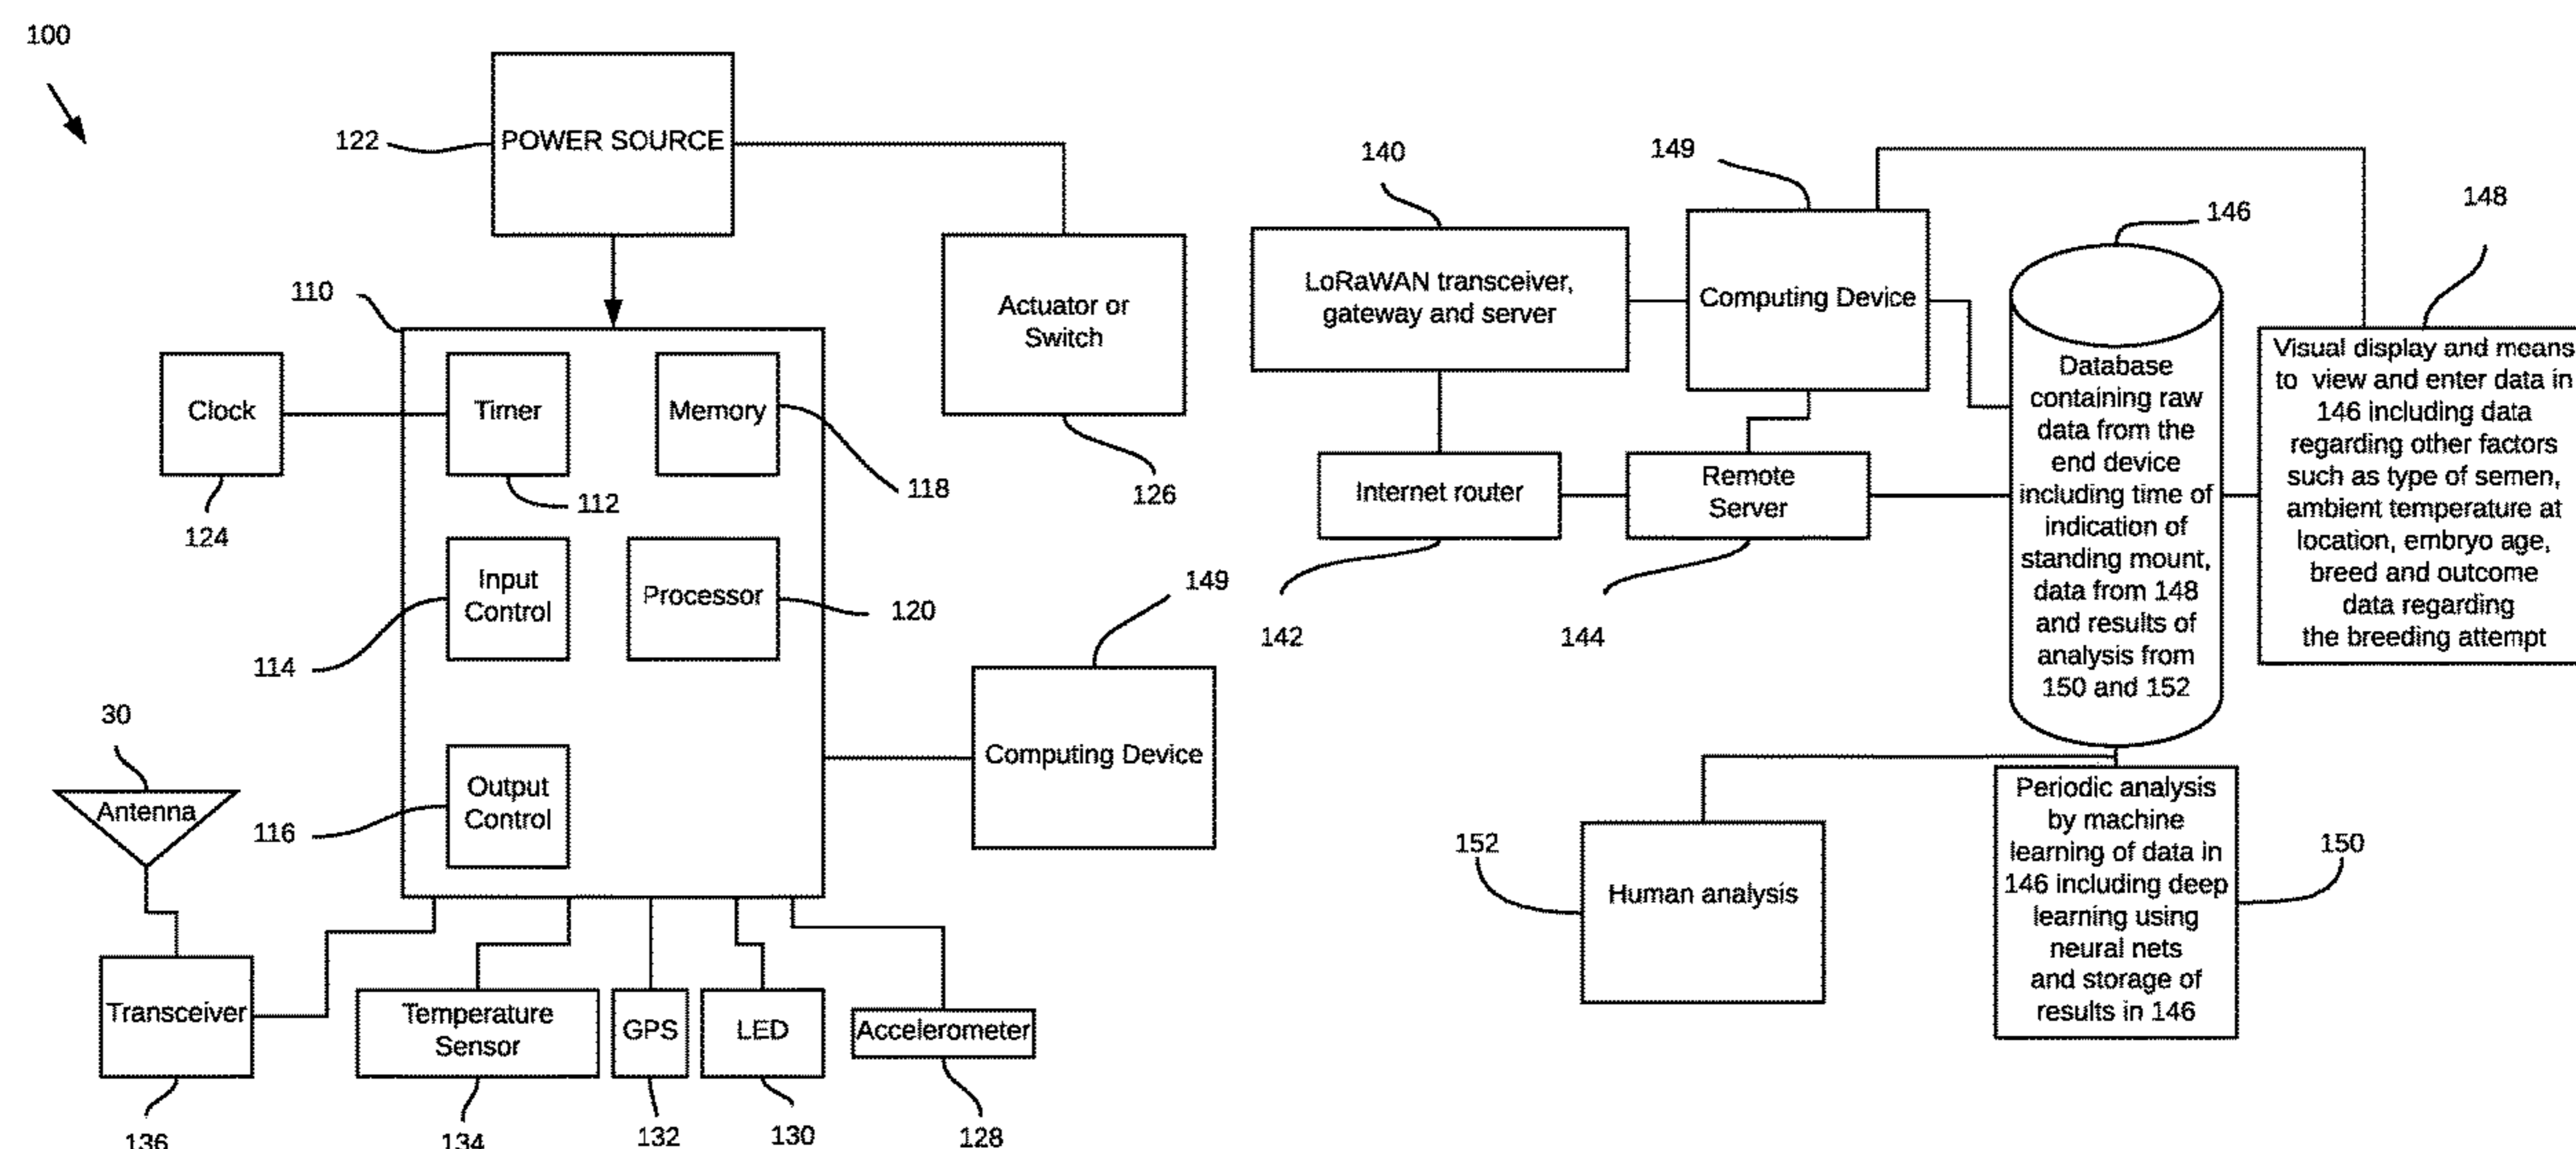 100
122
POWER SOURCE
110
Actuator or
Switch
126
Clock
124
Timer
112
Memory
118
Input
Control
114
Processor
120
149
Computing Device
Output
Control
116
30
Antenna
Transceiver
136
Temperature
Sensor
134
GPS
132
LED
130
Accelerometer
128
140
LoRaWAN transceiver,
gateway and server
149
Computing Device
146
148
Internet router
142
Remote
Server
144
Database
containing raw
data from the
end device
including time of
indication of
standing mount,
data from 148
and results of
analysis from
150 and 152
Visual display and means
to view and enter data in
146 including data
regarding other factors
such as type of semen,
ambient temperature at
location, embryo age,
breed and outcome
data regarding
the breeding attempt
152
Human analysis
Periodic analysis
by machine
learning of data in
146 including deep
learning using
neural nets
and storage of
results in 146
150